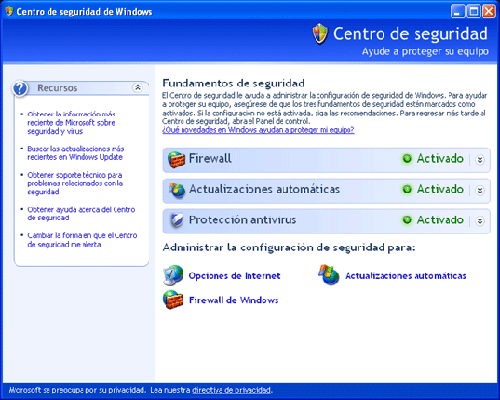 Centro de seguridad de Windows
Centro de seguridad
Ayude a proteger su equipo
Recursos
Obtener la información más
reciente de Microsoft sobre
seguridad y virus
Buscar las actualizaciones más
recientes en Windows Update
Obtener soporte técnico para
problemas relacionados con la
seguridad
Obtener ayuda acerca del Centro
de seguridad
Cambiar la forma en que el Centro
de seguridad me alerta
Fundamentos de seguridad
El Centro de seguridad le ayuda a administrar la configuración de seguridad de Windows. Para ayudar
a proteger su equipo, asegúrese de que los tres fundamentos de seguridad están marcados como
activados. Si la configuración no está activada, siga las recomendaciones. Para regresar más tarde al
Centro de seguridad, abra el Panel de control.
¿Qué novedades en Windows ayudan a proteger mi equipo?
Firewall Activado
Actualizaciones automáticas Activado
Protección antivirus Activado
Administrar la configuración de seguridad para:
Opciones de Internet Actualizaciones automáticas
Firewall de Windows
Microsoft se preocupa por su privacidad. Lea nuestra directiva de privacidad.